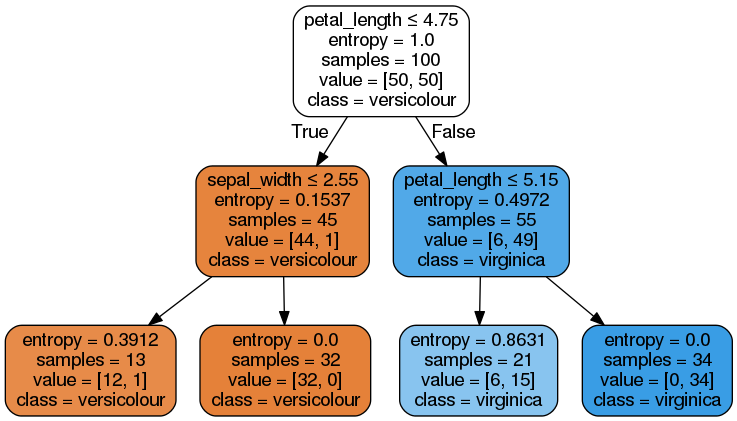 petal_length ≤ 4.75
entropy = 1.0
samples = 100
value = [50, 50]
class = versicolour
True
False
sepal_width ≤ 2.55
entropy = 0.1537
samples = 45
value = [44, 1]
class = versicolour
petal_length ≤ 5.15
entropy = 0.4972
samples = 55
value = [6, 49]
class = virginica
entropy = 0.3912
samples = 13
value = [12, 1]
class = versicolour
entropy = 0.0
samples = 32
value = [32, 0]
class = versicolour
entropy = 0.8631
samples = 21
value = [6, 15]
class = virginica
entropy = 0.0
samples = 34
value = [0, 34]
class = virginica